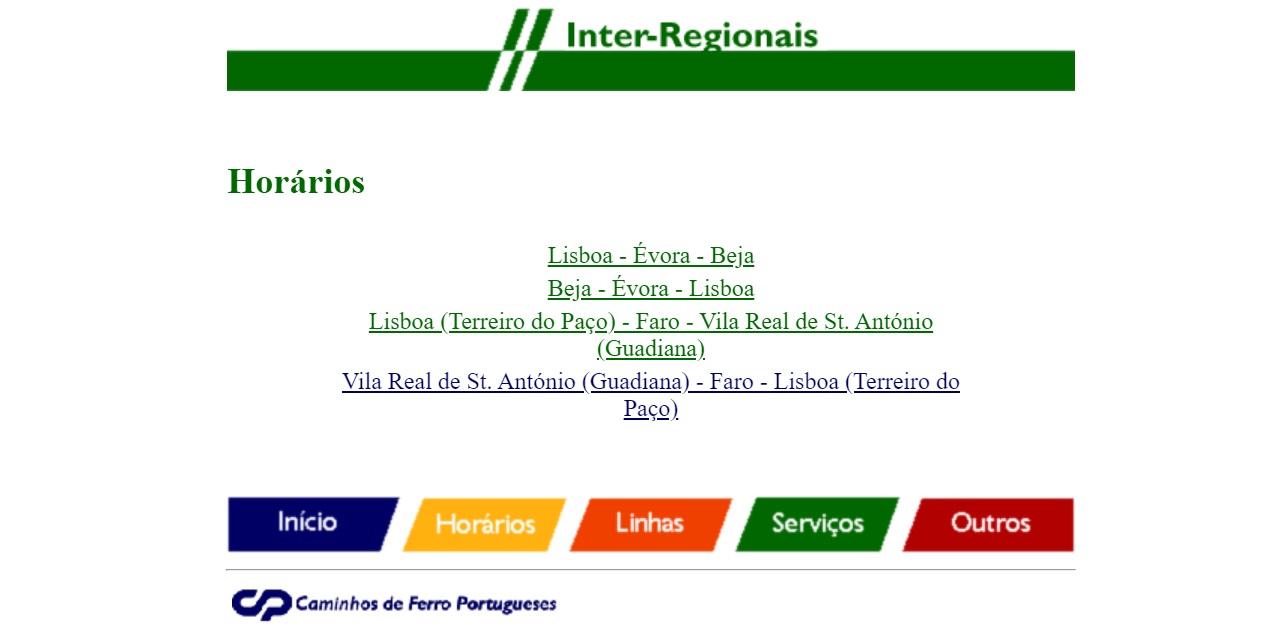 Inter-Regionais
Horários
Lisboa - Évora - Beja
Beja - Évora - Lisboa
Lisboa (Terreiro do Paço) - Faro - Vila Real de St. António
(Guadiana)
Vila Real de St. António (Guadiana) - Faro - Lisboa (Terreiro do
Paço)
Início Horários Linhas Serviços Outros
CP Caminhos de Ferro Portugueses